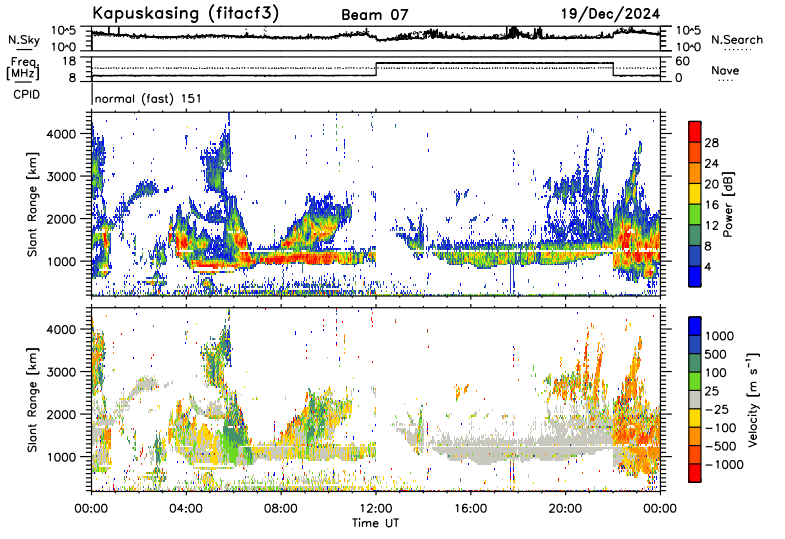 Kapuskasing (fitacf3) Beam 07 19/Dec/2024
N.Sky 10^5 10^0 10^5 10^0 N.Search
Freq. [MHz] 18 8 60 0 Nave
CPID normal (fast) 151
Slant Range [km] 4000 3000 2000 1000
Power [dB] 28 24 20 16 12 8 4
Slant Range [km] 4000 3000 2000 1000
Velocity [m s⁻¹] 1000 500 100 25 −25 −100 −500 −1000
00:00 04:00 08:00 12:00 16:00 20:00 00:00
Time UT